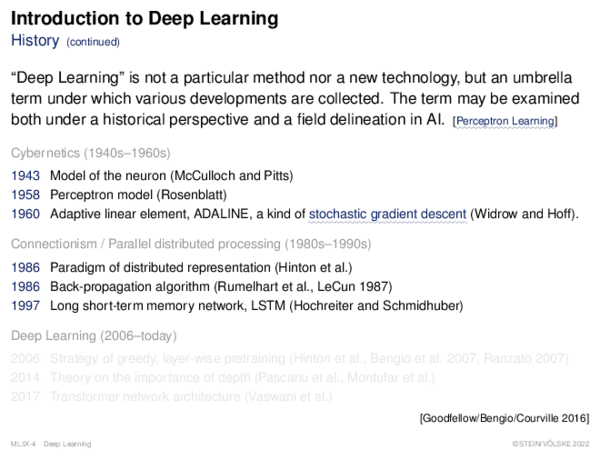 Introduction to Deep Learning
History (continued)
“Deep Learning” is not a particular method nor a new technology, but an umbrella
term under which various developments are collected. The term may be examined
both under a historical perspective and a field delineation in AI. [Perceptron Learning]
Cybernetics (1940s–1960s)
1943 Model of the neuron (McCulloch and Pitts)
1958 Perceptron model (Rosenblatt)
1960 Adaptive linear element, ADALINE, a kind of stochastic gradient descent (Widrow and Hoff).
Connectionism / Parallel distributed processing (1980s–1990s)
1986 Paradigm of distributed representation (Hinton et al.)
1986 Back-propagation algorithm (Rumelhart et al., LeCun 1987)
1997 Long short-term memory network, LSTM (Hochreiter and Schmidhuber)
Deep Learning (2006–today)
2006 Strategy of greedy, layer-wise pretraining (Hinton et al., Bengio et al. 2007, Ranzato 2007)
2014 Theory on the importance of depth (Pascanu et al., Montufar et al.)
2017 Transformer network architecture (Vaswani et al.)
[Goodfellow/Bengio/Courville 2016]
ML:IX-4 Deep Learning
©STEIN/VÖLSKE 2022